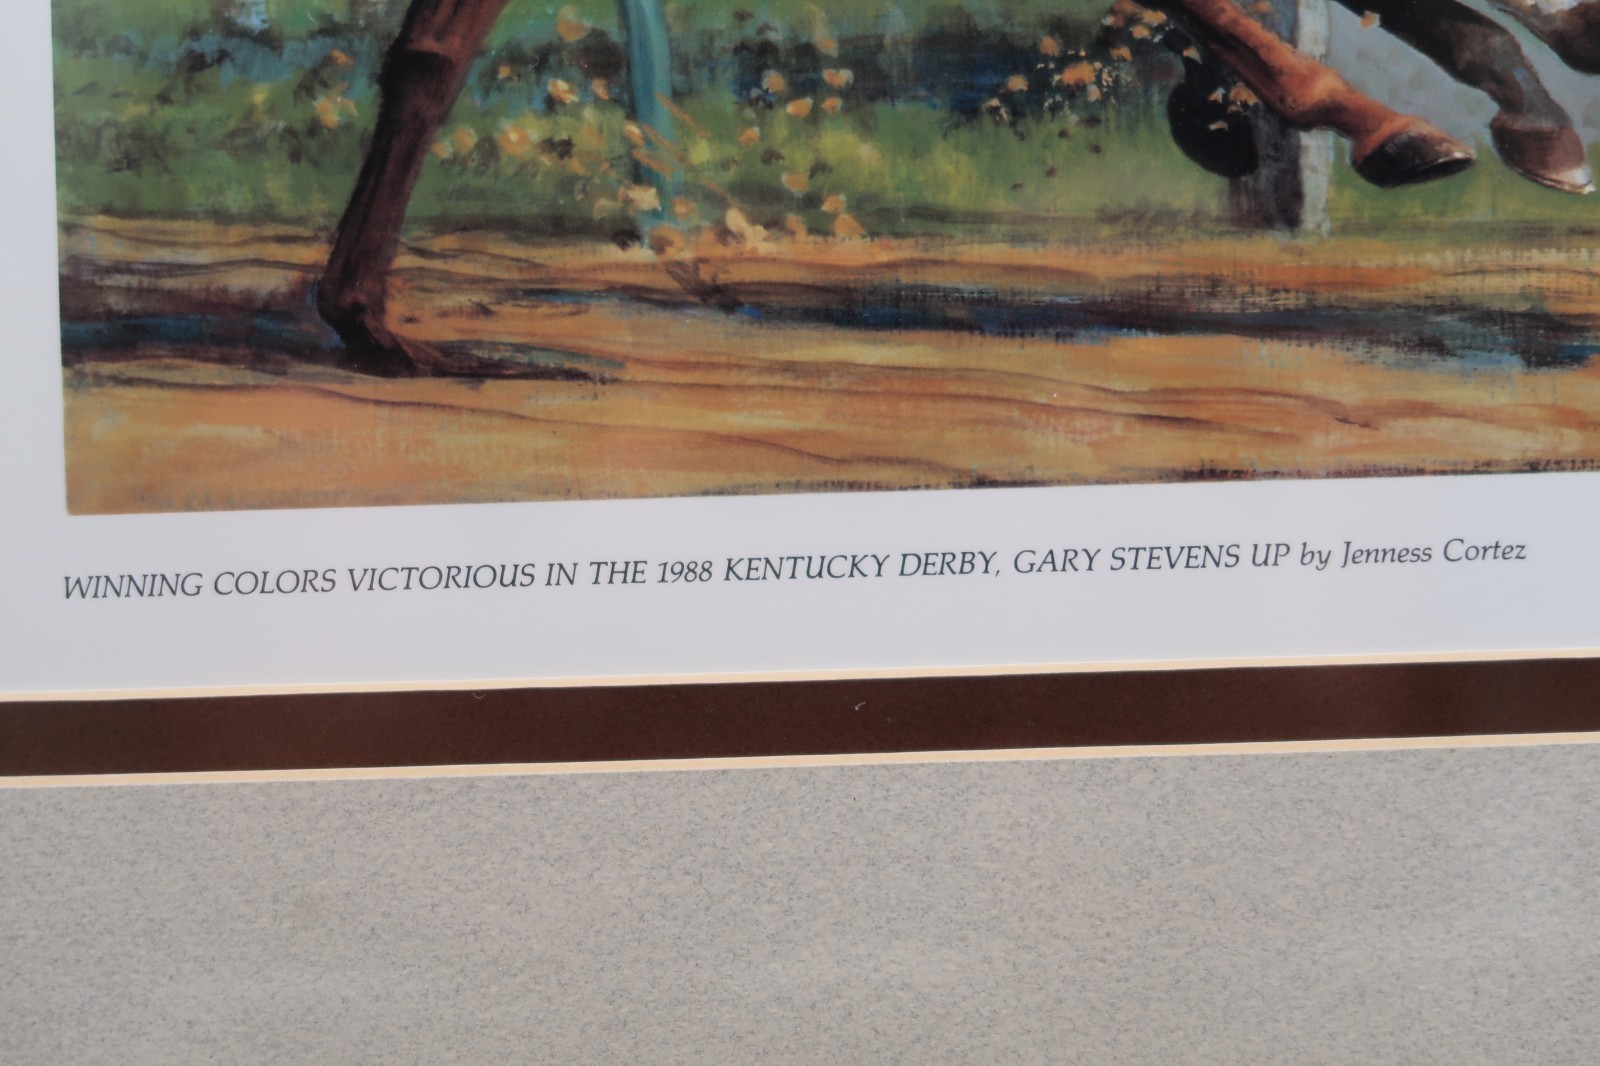 WINNING COLORS VICTORIOUS IN THE 1988 KENTUCKY DERBY, GARY STEVENS UP by Jenness Cortez